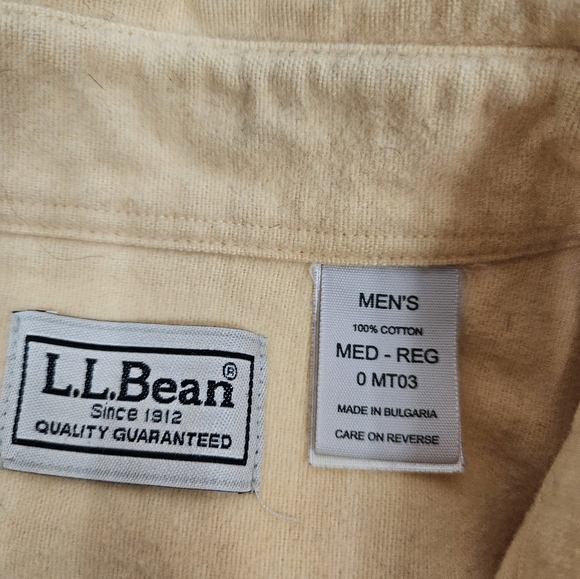 L.L.Bean®
Since 1912
QUALITY GUARANTEED
MEN'S
100% COTTON
MED - REG
0 MT03
MADE IN BULGARIA
CARE ON REVERSE